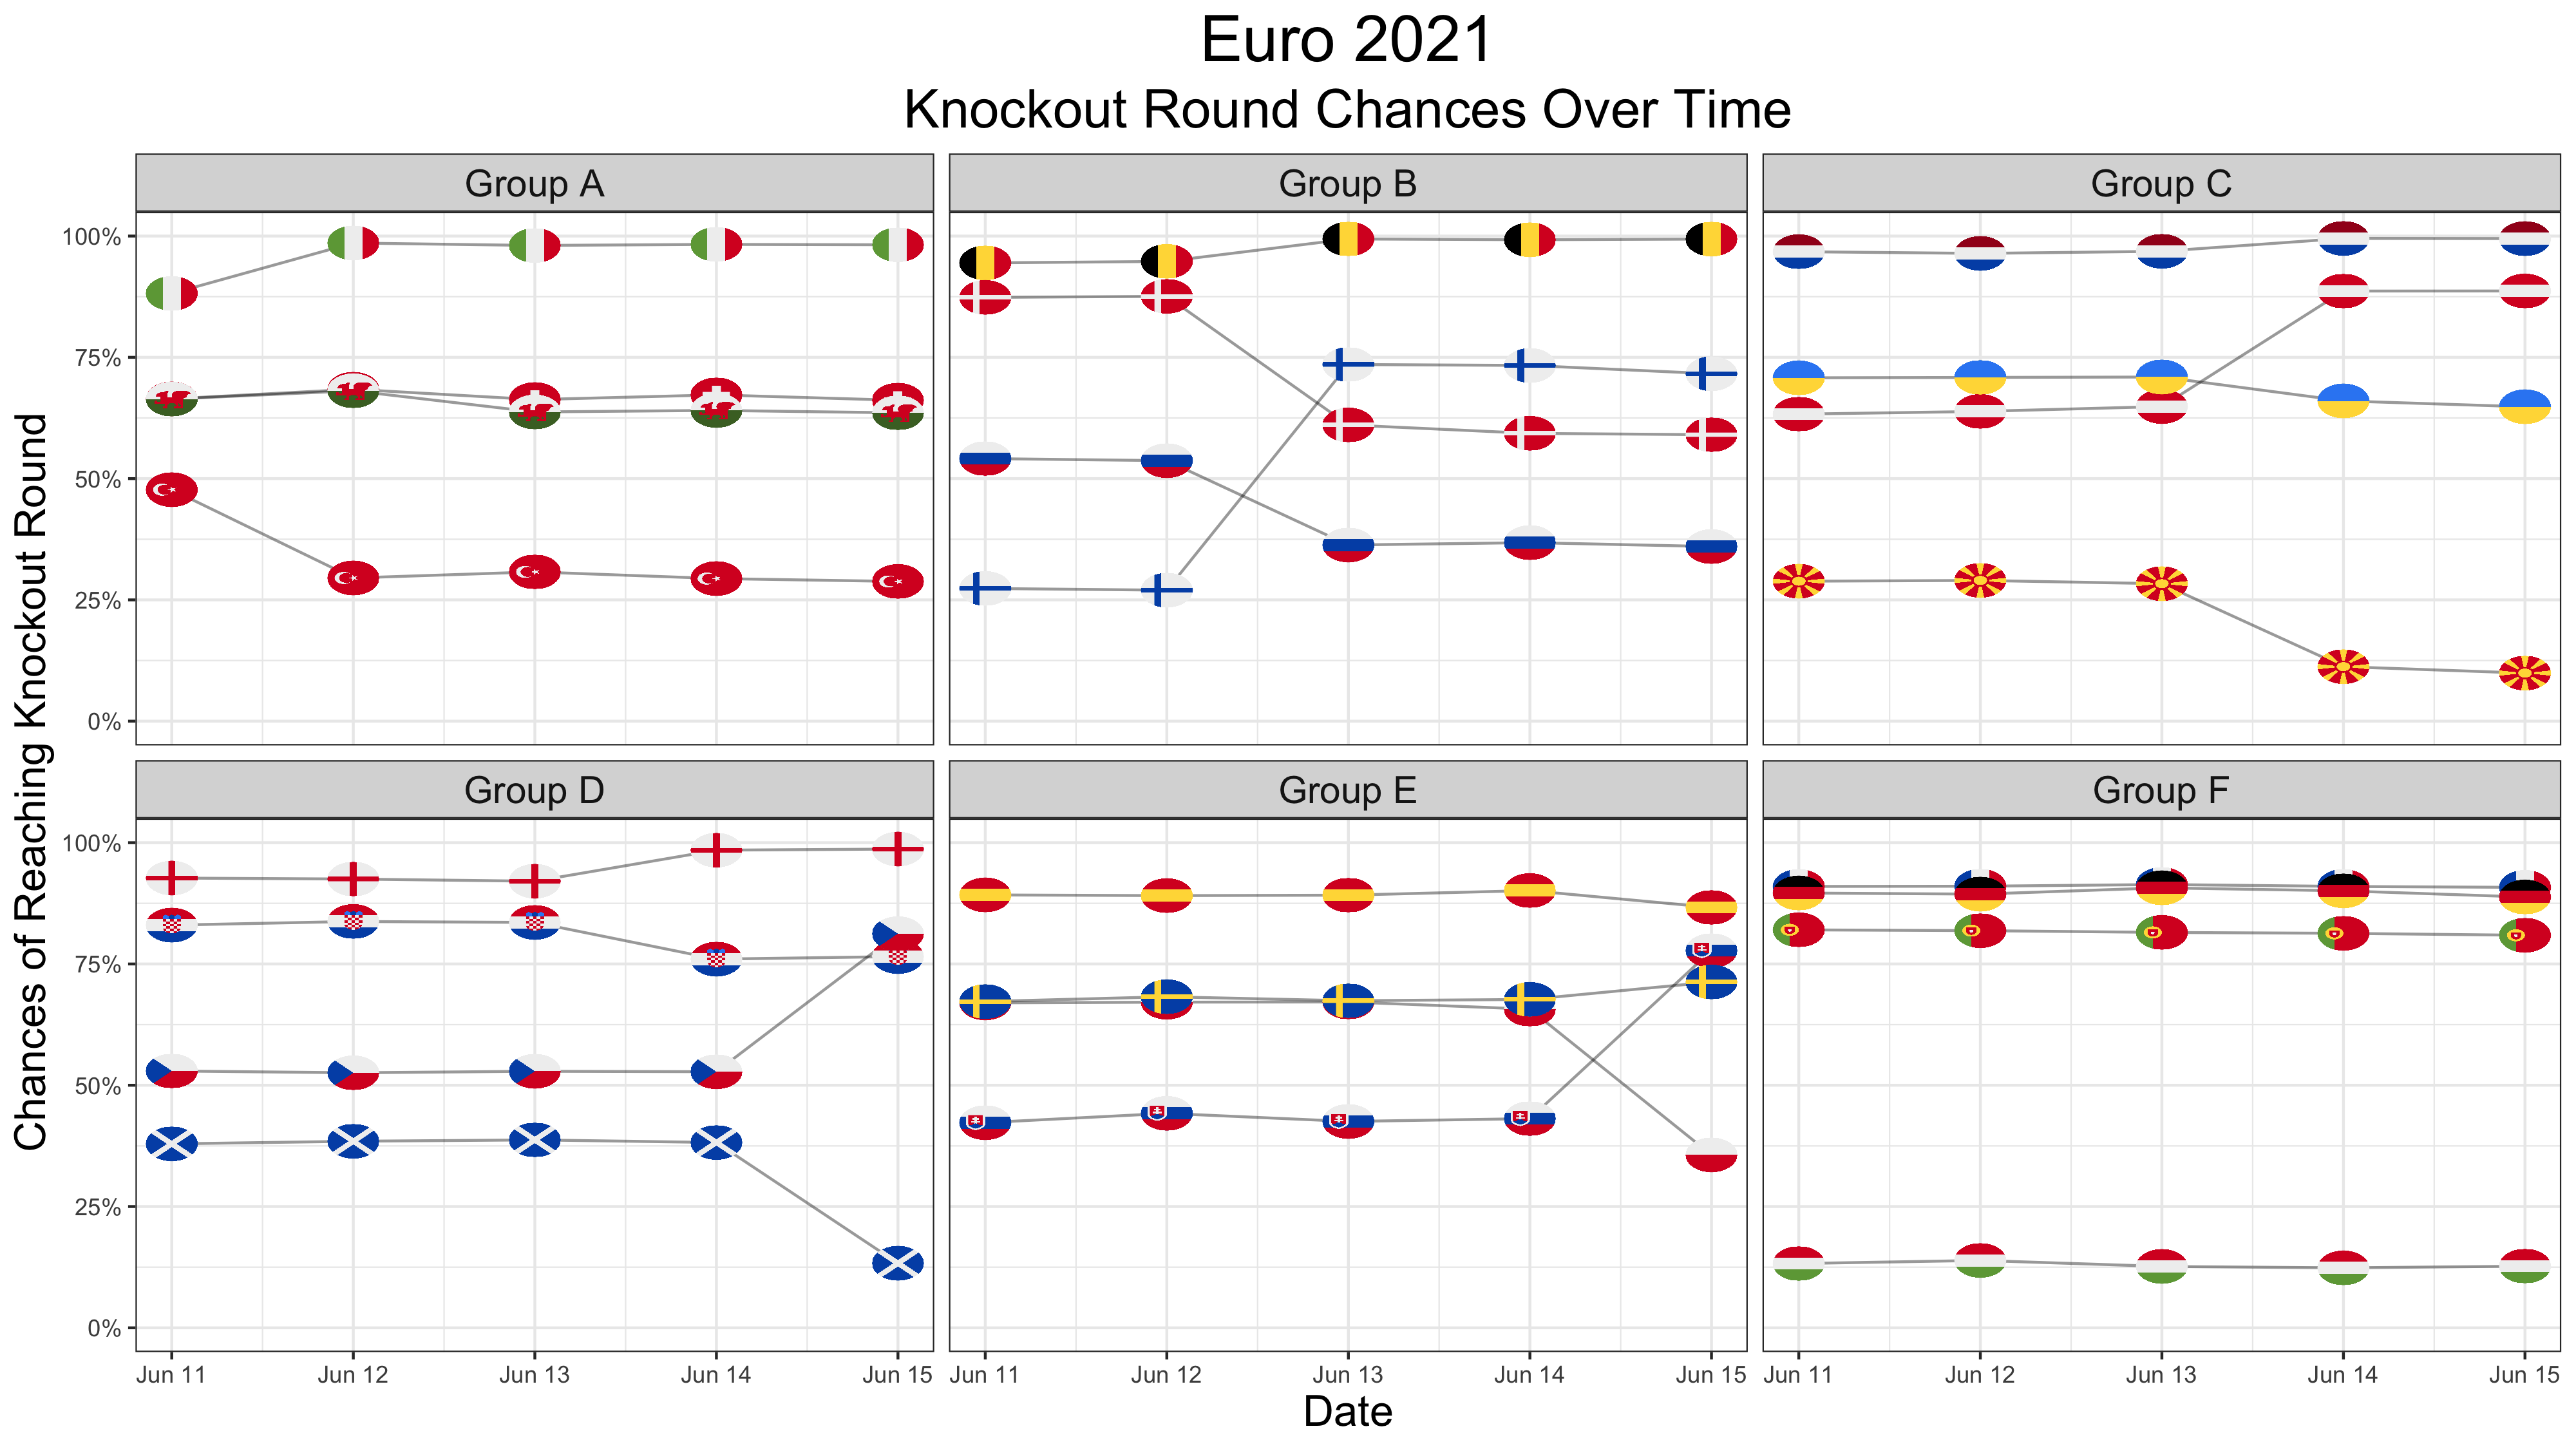 Euro 2021
Knockout Round Chances Over Time
Chances of Reaching Knockout Round
Group A
Group B
Group C
100%
75%
50%
25%
0%
Group D
Group E
Group F
100%
75%
50%
25%
0%
Jun 11 Jun 12 Jun 13 Jun 14 Jun 15
Jun 11 Jun 12 Jun 13 Jun 14 Jun 15
Jun 11 Jun 12 Jun 13 Jun 14 Jun 15
Date